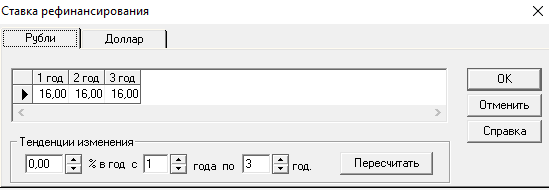 Ставка рефинансирования
Рубли Доллар
1 год 2 год 3 год
16,00 16,00 16,00
OK
Отменить
Справка
Тенденции изменения
0,00 % в год с 1 года по 3 год.
Пересчитать